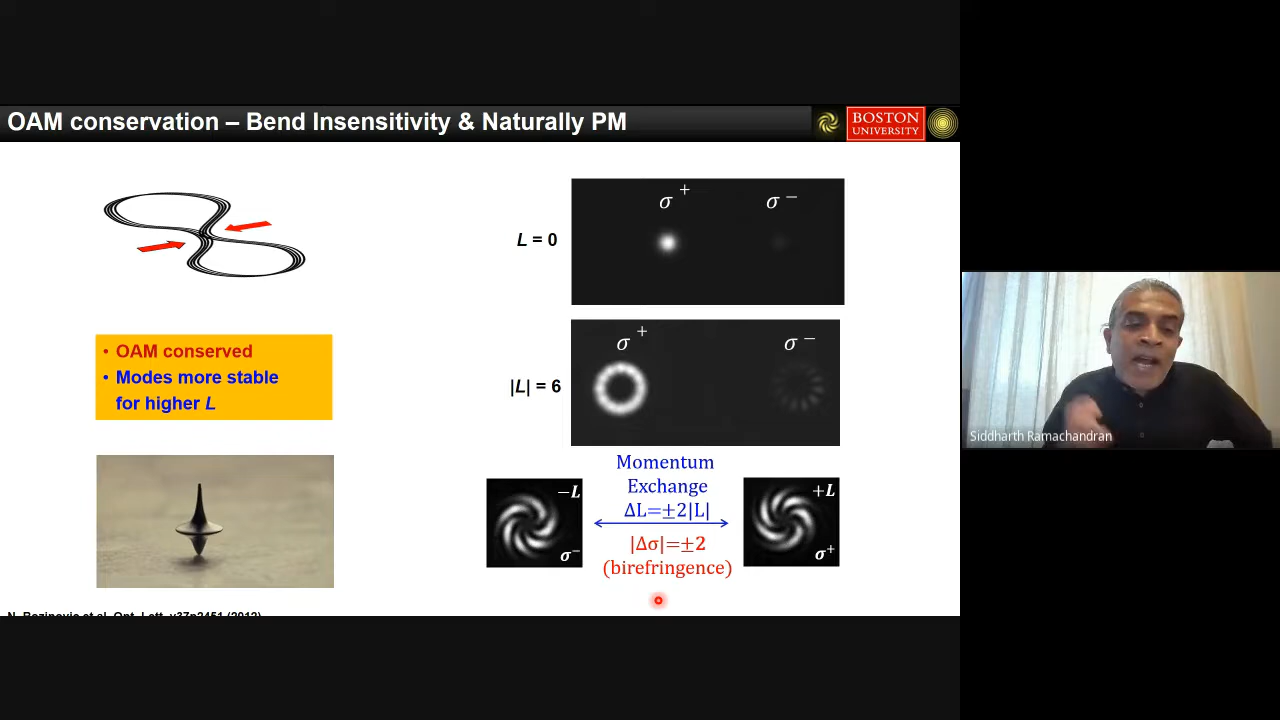 OAM conservation – Bend Insensitivity & Naturally PM
BOSTON
UNIVERSITY
σ + σ −
L = 0
• OAM conserved
• Modes more stable
for higher L
σ + σ −
|L| = 6
Momentum
Exchange
ΔL=±2|L|
|Δσ|=±2
(birefringence)
−L
σ−
+L
σ+
Siddharth Ramachandran